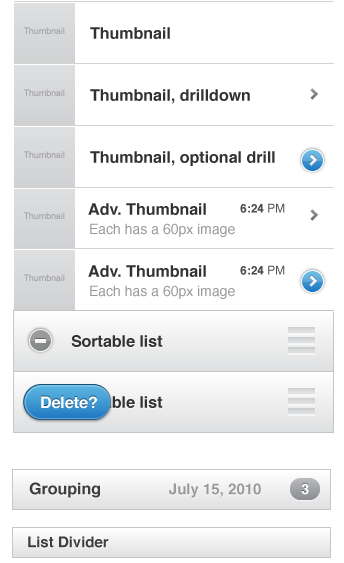 Thumbnail Thumbnail
Thumbnail Thumbnail, drilldown
Thumbnail Thumbnail, optional drill
Thumbnail Adv. Thumbnail 6:24 PM
Each has a 60px image
Thumbnail Adv. Thumbnail 6:24 PM
Each has a 60px image
Sortable list
Delete? ble list
Grouping July 15, 2010 3
List Divider